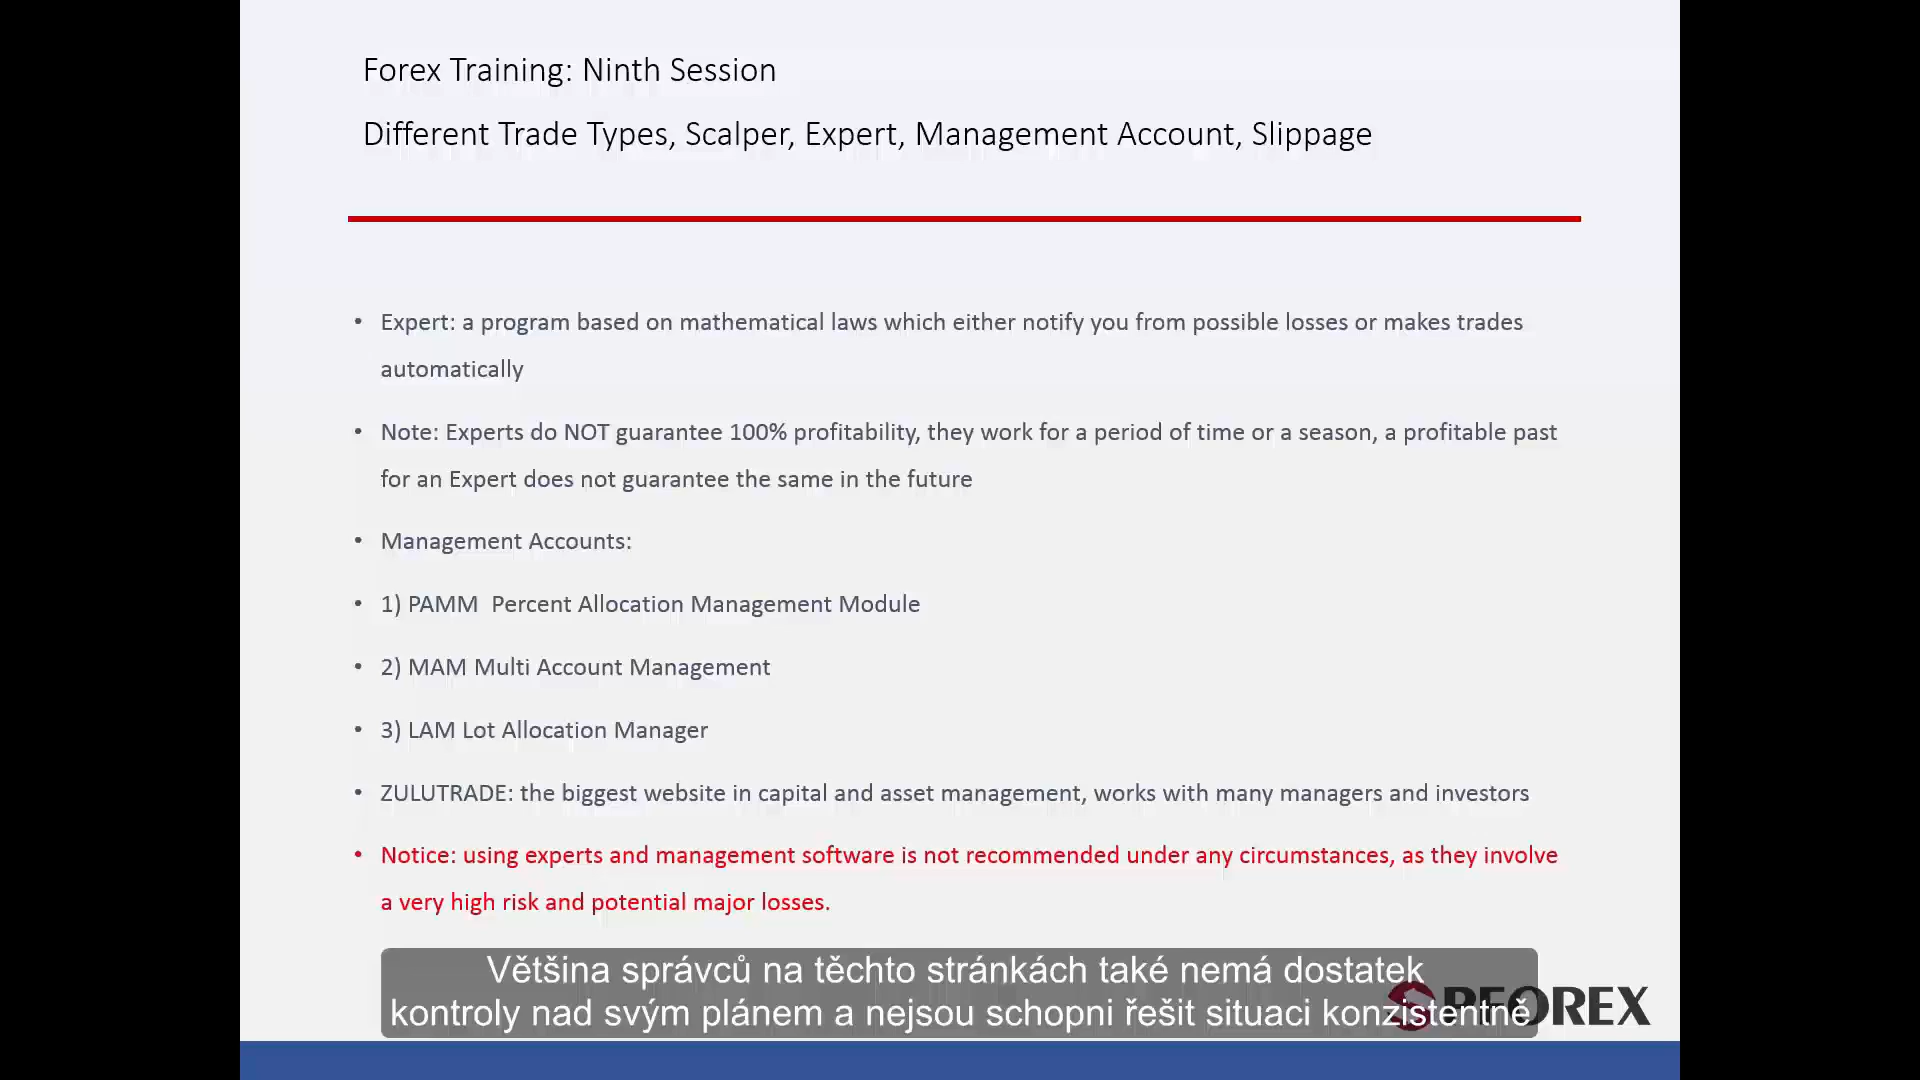 Forex Training: Ninth Session
Different Trade Types, Scalper, Expert, Management Account, Slippage
• Expert: a program based on mathematical laws which either notify you from possible losses or makes trades
automatically
• Note: Experts do NOT guarantee 100% profitability, they work for a period of time or a season, a profitable past
for an Expert does not guarantee the same in the future
• Management Accounts:
• 1) PAMM  Percent Allocation Management Module
• 2) MAM Multi Account Management
• 3) LAM Lot Allocation Manager
• ZULUTRADE: the biggest website in capital and asset management, works with many managers and investors
• Notice: using experts and management software is not recommended under any circumstances, as they involve
a very high risk and potential major losses.
Většina správců na těchto stránkách také nemá dostatek
kontroly nad svým plánem a nejsou schopni řešit situaci konzistentně